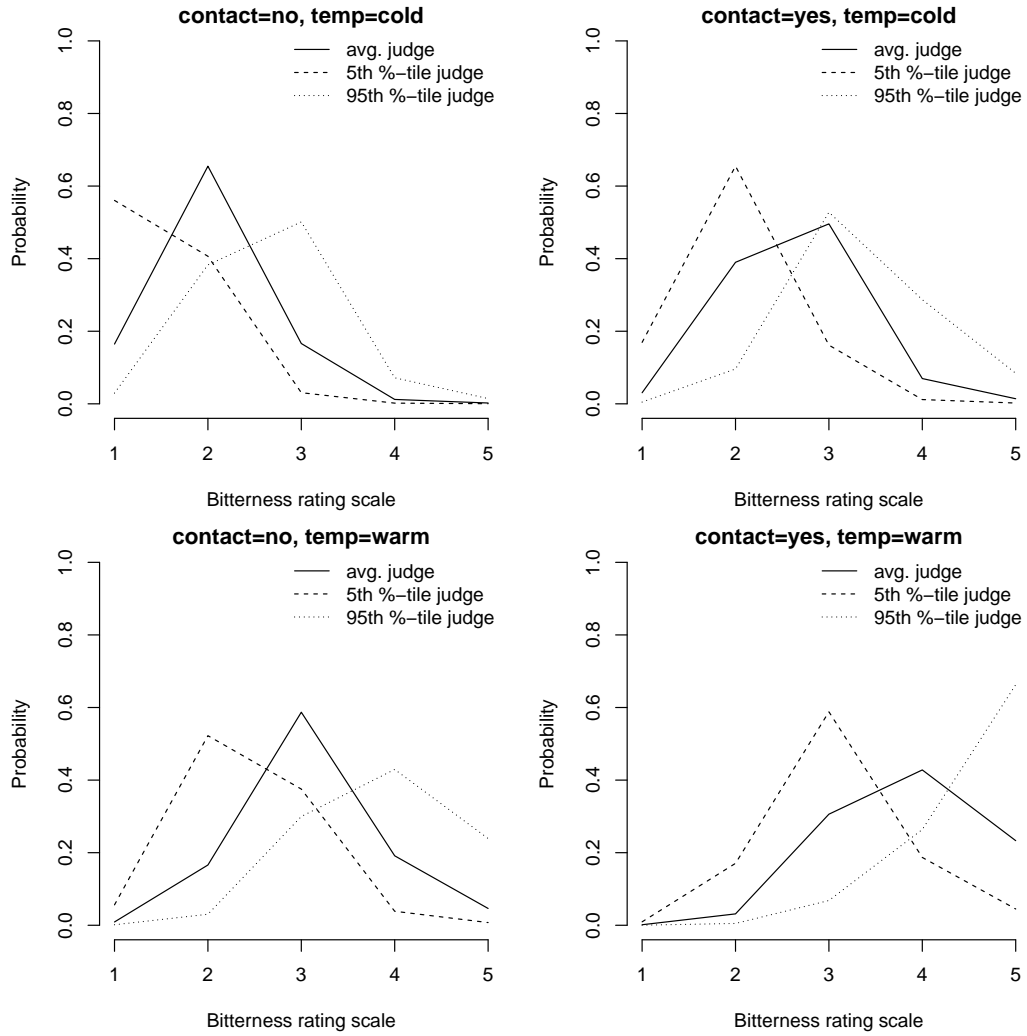 contact=no, temp=cold
avg. judge
5th %−tile judge
95th %−tile judge
Probability
0.0 0.2 0.4 0.6 0.8 1.0
1 2 3 4 5
Bitterness rating scale
contact=yes, temp=cold
avg. judge
5th %−tile judge
95th %−tile judge
Probability
0.0 0.2 0.4 0.6 0.8 1.0
1 2 3 4 5
Bitterness rating scale
contact=no, temp=warm
avg. judge
5th %−tile judge
95th %−tile judge
Probability
0.0 0.2 0.4 0.6 0.8 1.0
1 2 3 4 5
Bitterness rating scale
contact=yes, temp=warm
avg. judge
5th %−tile judge
95th %−tile judge
Probability
0.0 0.2 0.4 0.6 0.8 1.0
1 2 3 4 5
Bitterness rating scale